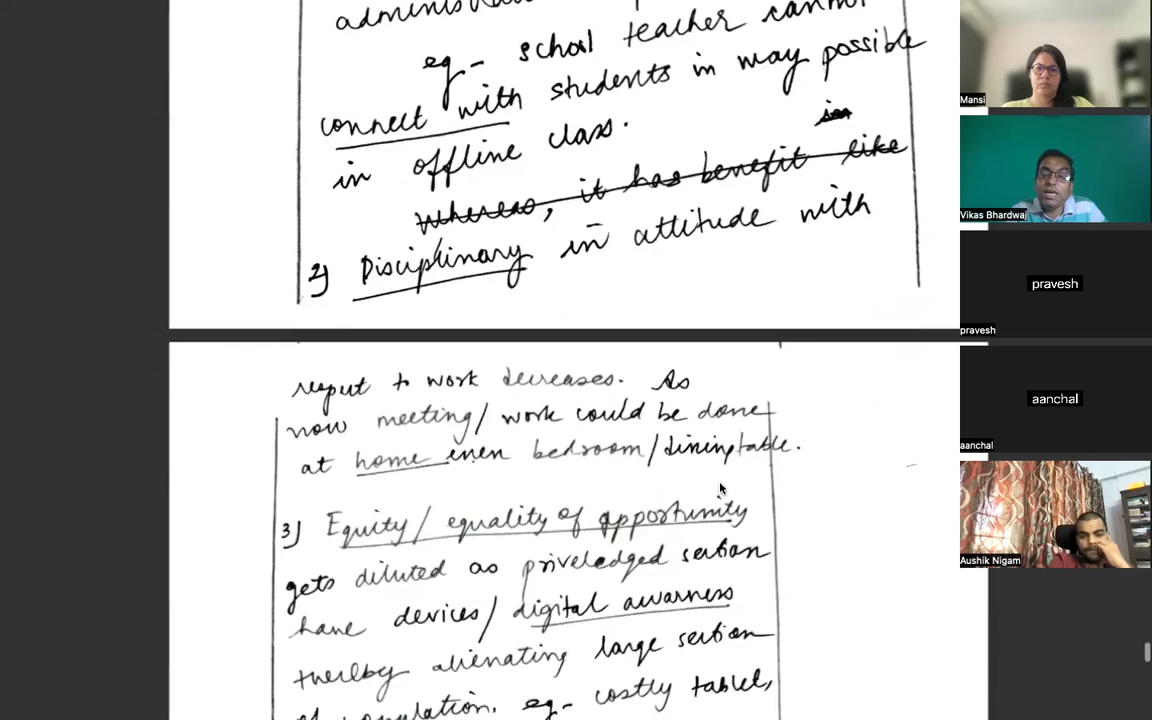 eg - school teacher cannot
connect with students in way possible
in offline class.
in
whereas, it has benefit like
2) Disciplinary in attitude with
respect to work decreases. As
now meeting/ work could be done
at home even bedroom/diningtable.
3) Equity/ equality of opportunity
gets diluted as priveledged section
have devices/ digital awarness
thereby alienating large section
of population. eg- costly tablet,
Mansi
Vikas Bhardwaj
pravesh
pravesh
aanchal
aanchal
Aushik Nigam